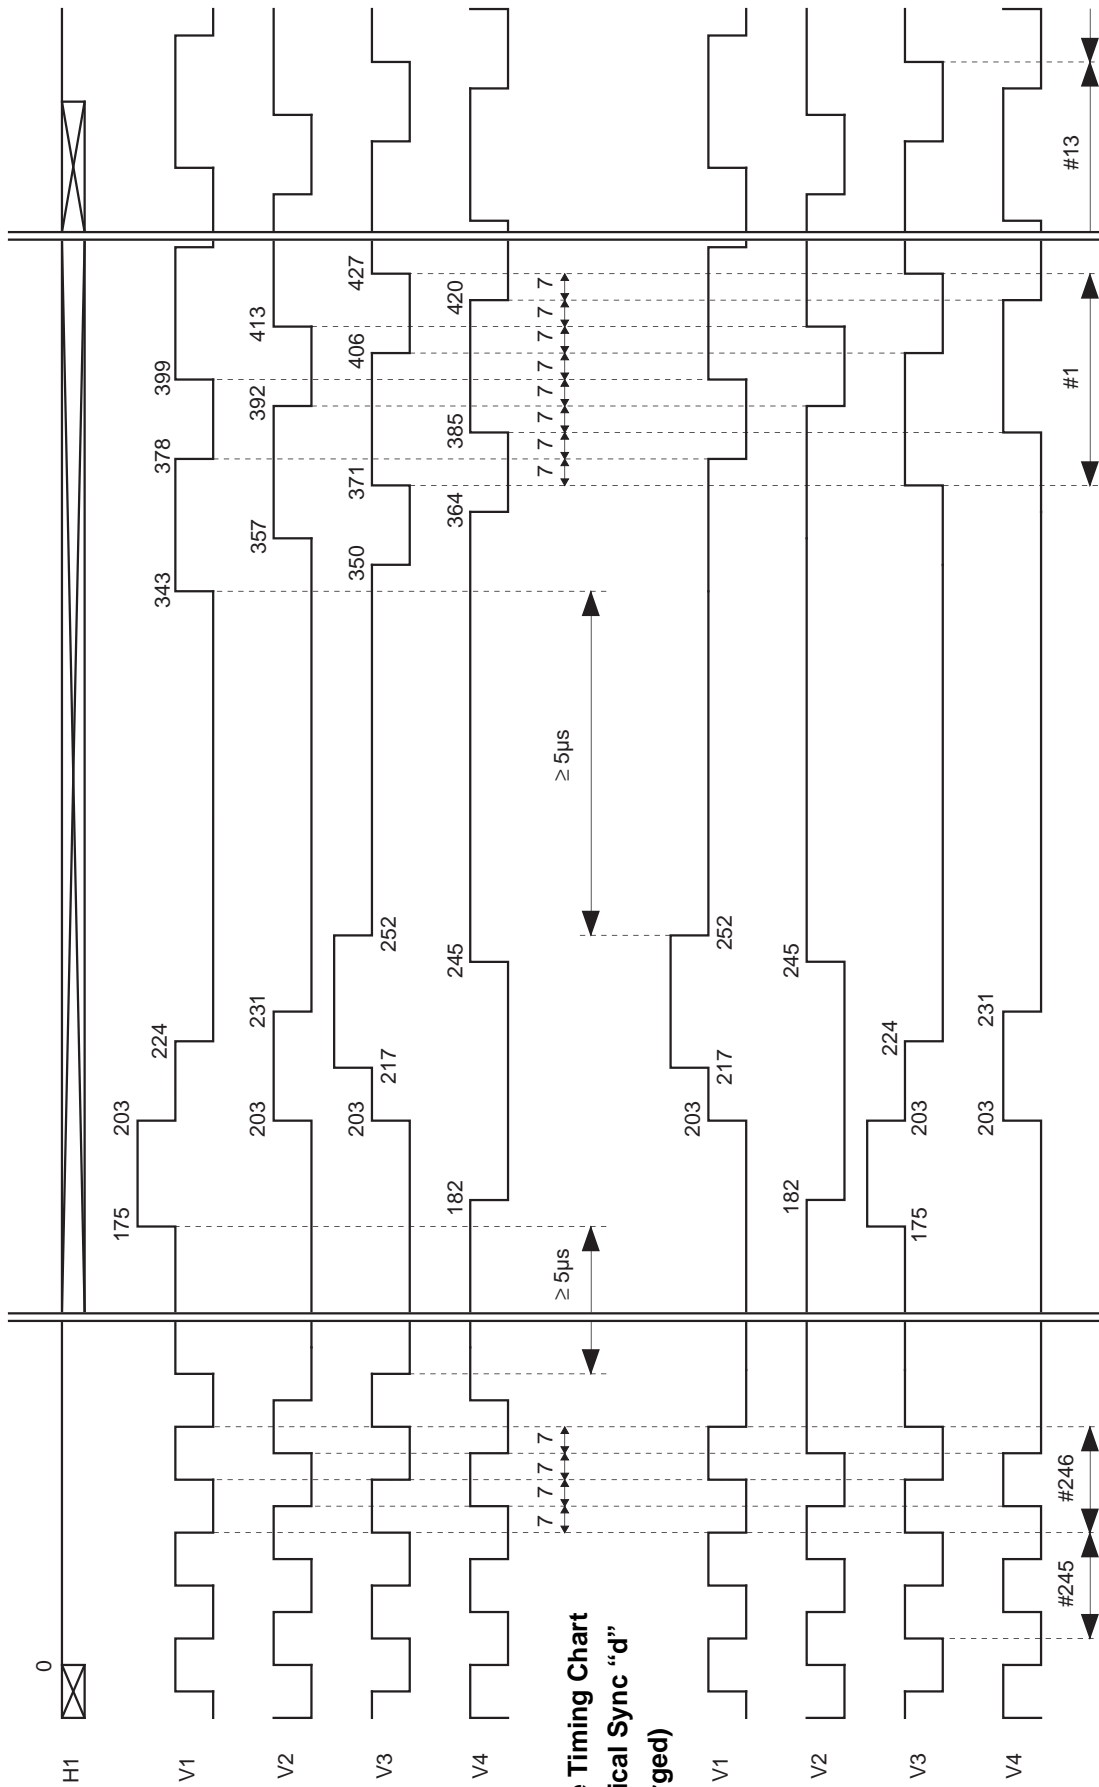 0
H1
V1 175 203 224 343 378 399
V2 203 231 357 392 413
V3 203 217 252 350 371 406 427
V4 182 245 364 385 420
7 7 7 7 ≥ 5µs ≥ 5µs 7 7 7 7 7 7 7 7
e Timing Chart
ical Sync “d”
rged)
V1 203 217 252
V2 182 245
V3 175 203 224
V4 203 231
#245 #246 #1 #13